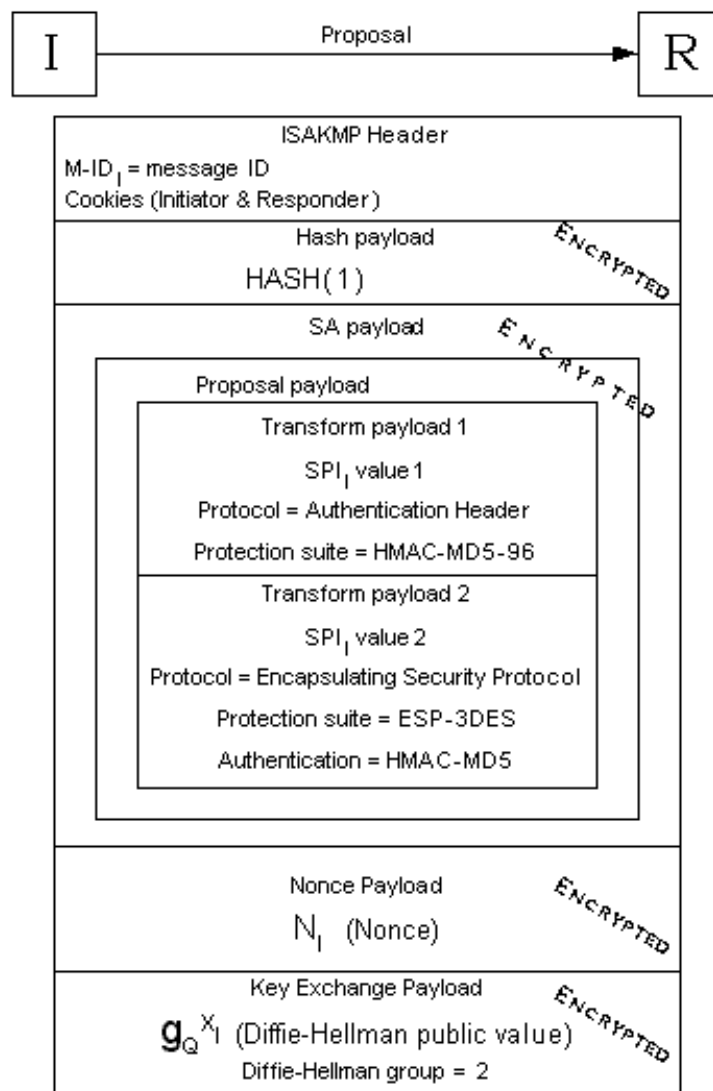 I
Proposal
R
ISAKMP Header
M-ID_I = message ID
Cookies (Initiator & Responder)
Hash payload
ENCRYPTED
HASH(1)
SA payload
ENCRYPTED
Proposal payload
Transform payload 1
SPI_I value 1
Protocol = Authentication Header
Protection suite = HMAC-MD5-96
Transform payload 2
SPI_I value 2
Protocol = Encapsulating Security Protocol
Protection suite = ESP-3DES
Authentication = HMAC-MD5
Nonce Payload
ENCRYPTED
N_I (Nonce)
Key Exchange Payload
ENCRYPTED
g_Q^X_I (Diffie-Hellman public value)
Diffie-Hellman group = 2